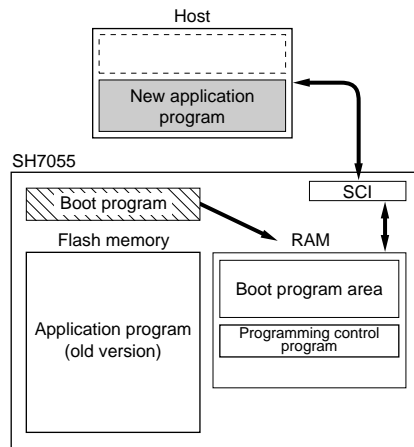 Host
New application
program
SH7055
Boot program
SCI
Flash memory
RAM
Application program
(old version)
Boot program area
Programming control
program